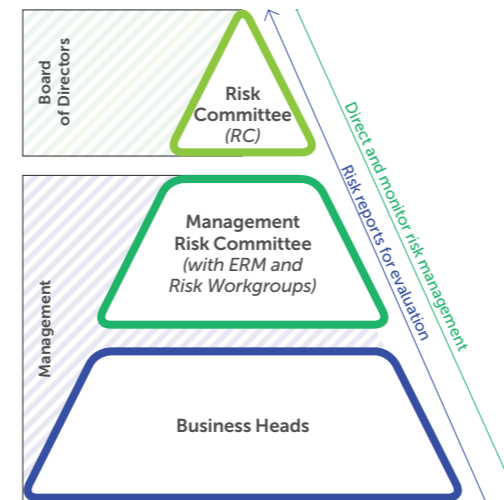 Board
of Directors
Risk
Committee
(RC)
Management
Management
Risk Committee
(with ERM and
Risk Workgroups)
Business Heads
Direct and monitor risk management
Risk reports for evaluation